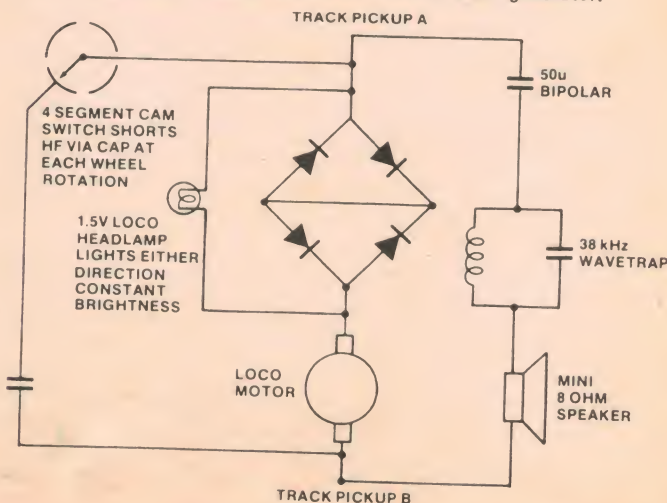 TRACK PICKUP A
50u
BIPOLAR
4 SEGMENT CAM
SWITCH SHORTS
HF VIA CAP AT
EACH WHEEL
ROTATION
1.5V LOCO
HEADLAMP
LIGHTS EITHER
DIRECTION
CONSTANT
BRIGHTNESS
38 kHz
WAVETRAP
LOCO
MOTOR
MINI
8 OHM
SPEAKER
TRACK PICKUP B